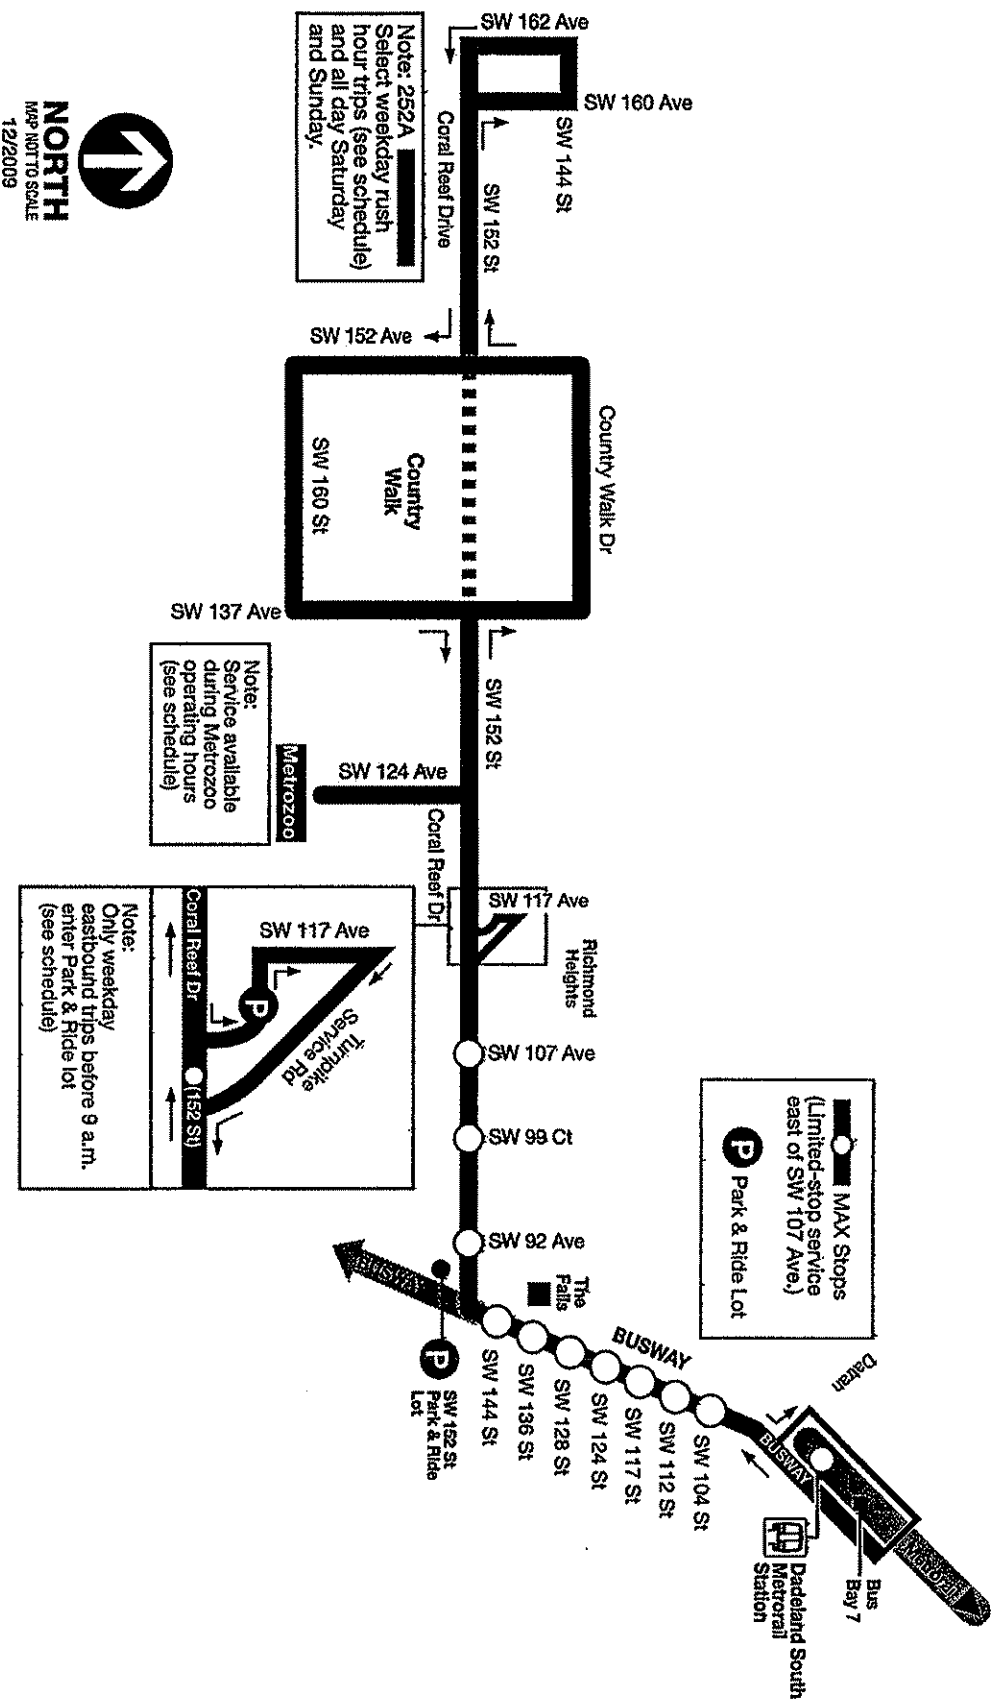 SW 162 Ave
SW 160 Ave
SW 144 St
SW 152 St
Coral Reef Drive
Note: 252A
Select weekday rush
hour trips (see schedule)
and all day Saturday
and Sunday.
NORTH
MAP NOT TO SCALE
12/2009
SW 152 Ave
Country Walk Dr
Country
Walk
SW 160 St
SW 137 Ave
SW 152 St
Note:
Service available
during Metrozoo
operating hours
(see schedule)
Metrozoo
SW 124 Ave
Coral Reef Dr
SW 117 Ave
Richmond
Heights
SW 117 Ave
P
Turnpike
Service Rd
Coral Reef Dr
(152 St)
Note:
Only weekday
eastbound trips before 9 a.m.
enter Park & Ride lot
(see schedule)
SW 107 Ave
SW 99 Ct
SW 92 Ave
MAX Stops
(Limited-stop service
east of SW 107 Ave.)
P Park & Ride Lot
The
Falls
BUSWAY
BUSWAY
P
SW 152 St
Park & Ride
Lot
SW 144 St
SW 136 St
SW 128 St
SW 124 St
SW 117 St
SW 112 St
SW 104 St
Datran
BUSWAY
Metrorail
Bus
Bay 7
Dadeland South
Metrorail
Station